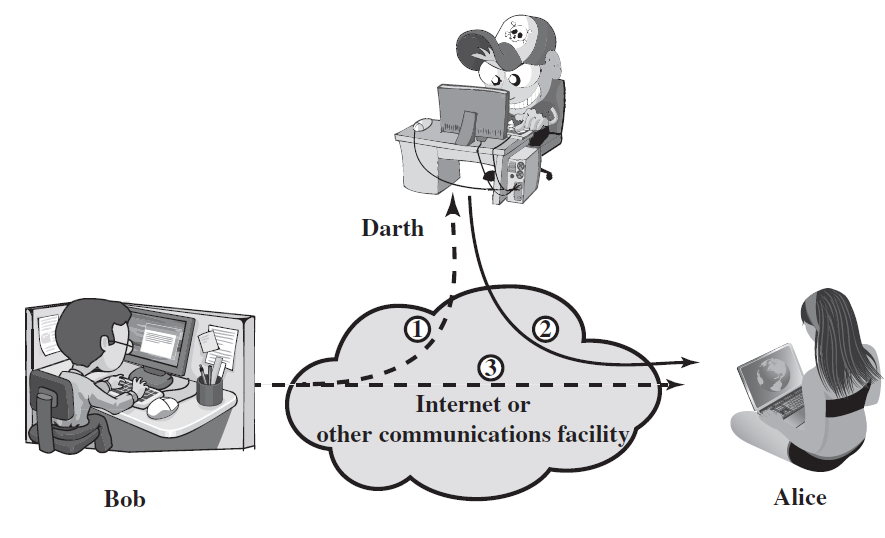 Darth
1
2
3
Internet or
other communications facility
Bob
Alice